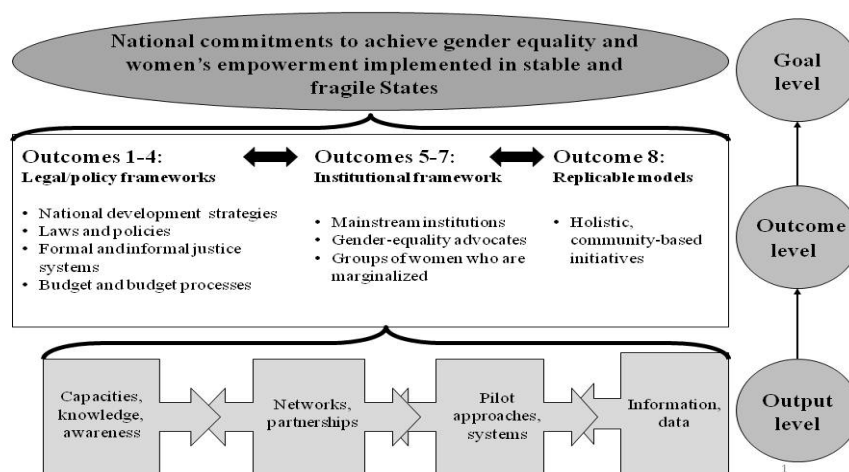 National commitments to achieve gender equality and
women's empowerment implemented in stable and
fragile States
Goal
level
Outcomes 1-4:
Legal/policy frameworks
• National development strategies
• Laws and policies
• Formal and informal justice
systems
• Budget and budget processes
Outcomes 5-7:
Institutional framework
• Mainstream institutions
• Gender-equality advocates
• Groups of women who are
marginalized
Outcome 8:
Replicable models
• Holistic,
community-based
initiatives
Outcome
level
Capacities,
knowledge,
awareness
Networks,
partnerships
Pilot
approaches,
systems
Information,
data
Output
level
1